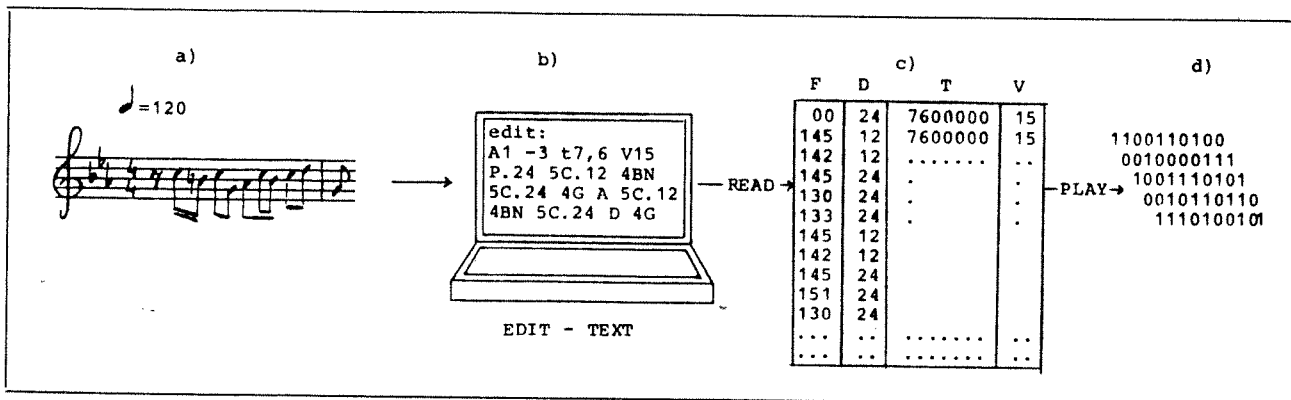 a)
♩=120
b)
edit:
A1 -3 t7,6 V15
P.24 5C.12 4BN
5C.24 4G A 5C.12
4BN 5C.24 D 4G
EDIT - TEXT
READ
c)
F D T V
00 24 7600000 15
145 12 7600000 15
142 12 ....... ..
145 24 . .
130 24 . .
133 24 . .
145 12
142 12
145 24
151 24
130 24
... .. ....... ..
... .. ....... ..
PLAY
d)
1100110100
0010000111
1001110101
0010110110
1110100101